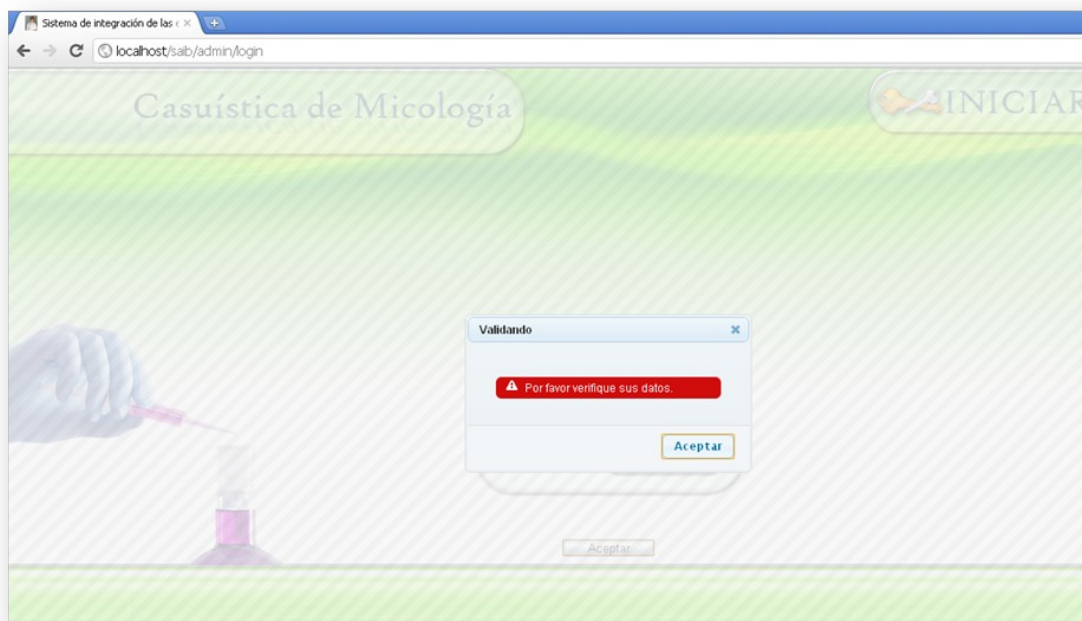 Sistema de integración de las
localhost/saib/admin/login
Casuística de Micología
INICIAR
Validando
Por favor verifique sus datos.
Aceptar
Aceptar